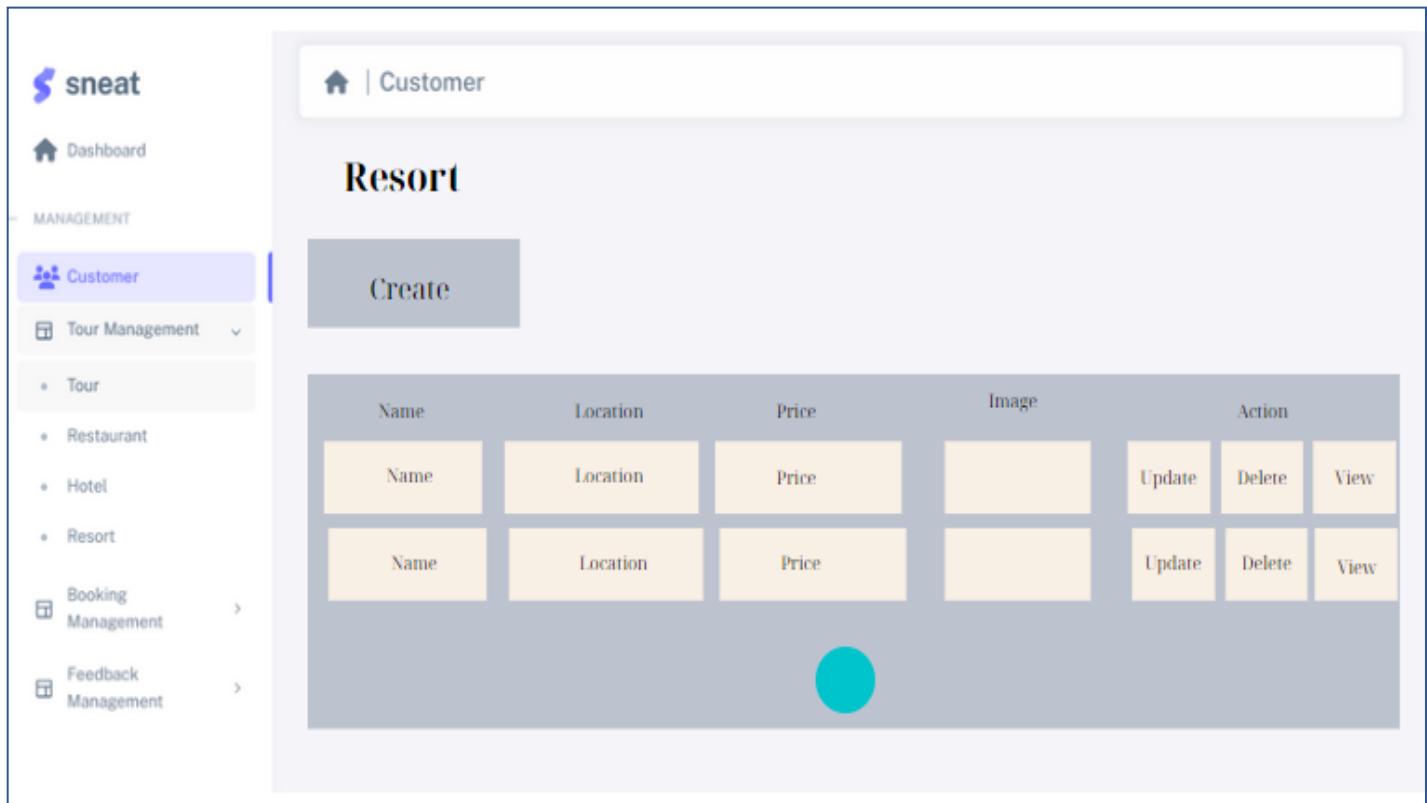 sneat
Dashboard
MANAGEMENT
Customer
Tour Management
Tour
Restaurant
Hotel
Resort
Booking
Management
Feedback
Management
| Customer
Resort
Create
Name Location Price Image Action
Name Location Price Update Delete View
Name Location Price Update Delete View